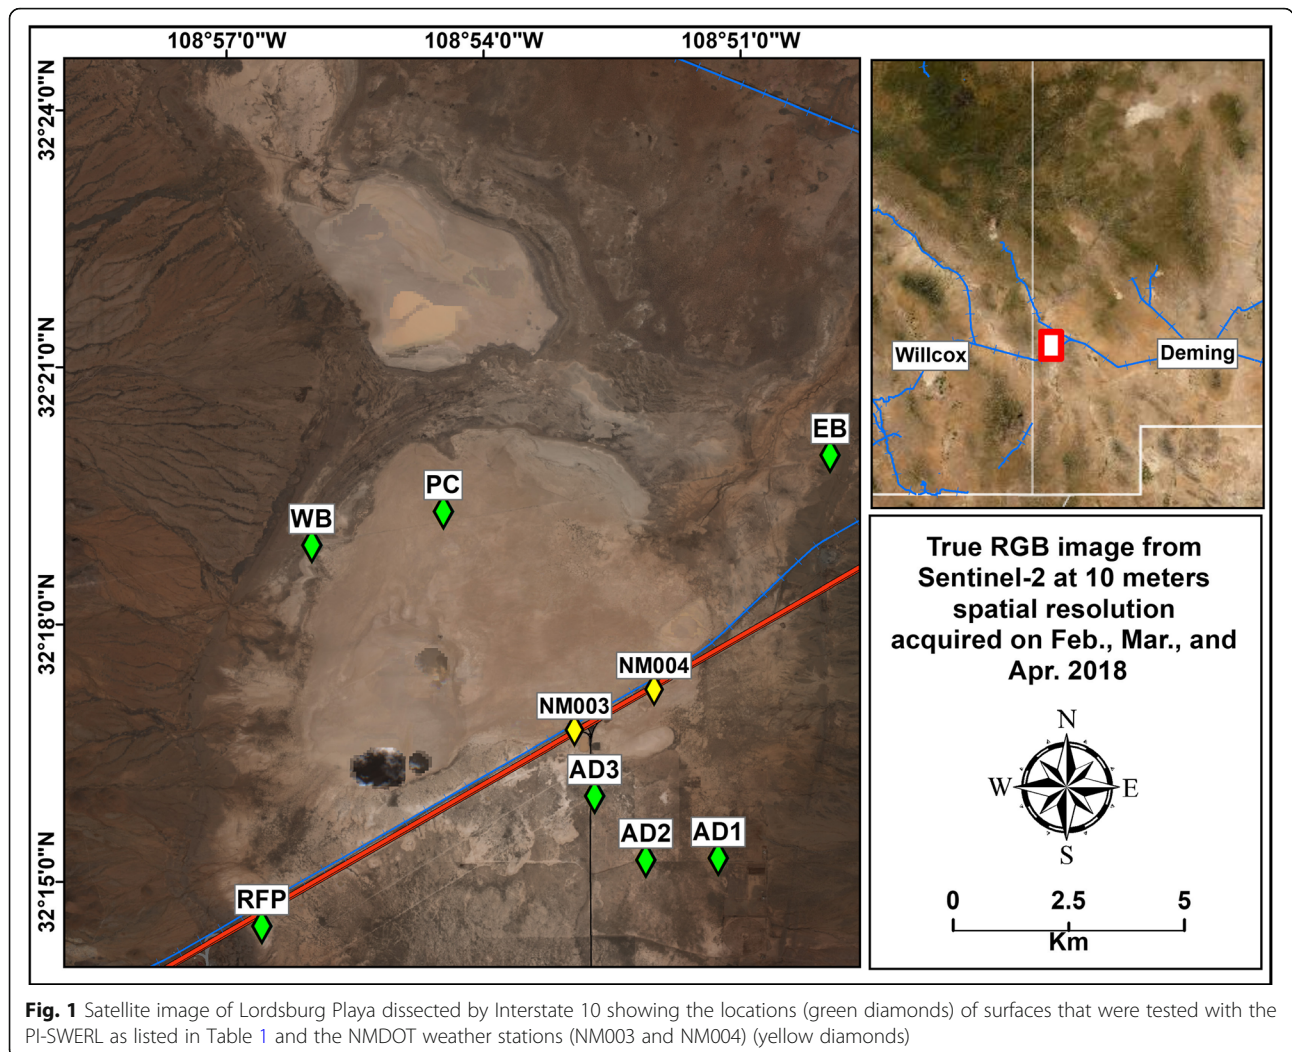 108°57'0"W
108°54'0"W
108°51'0"W
32°24'0"N
32°21'0"N
32°18'0"N
32°15'0"N
EB
PC
WB
NM004
NM003
AD3
AD2
AD1
RFP
Willcox
Deming
True RGB image from
Sentinel-2 at 10 meters
spatial resolution
acquired on Feb., Mar., and
Apr. 2018
N
W
E
S
0
2.5
5
Km
Fig. 1 Satellite image of Lordsburg Playa dissected by Interstate 10 showing the locations (green diamonds) of surfaces that were tested with the
PI-SWERL as listed in Table 1 and the NMDOT weather stations (NM003 and NM004) (yellow diamonds)